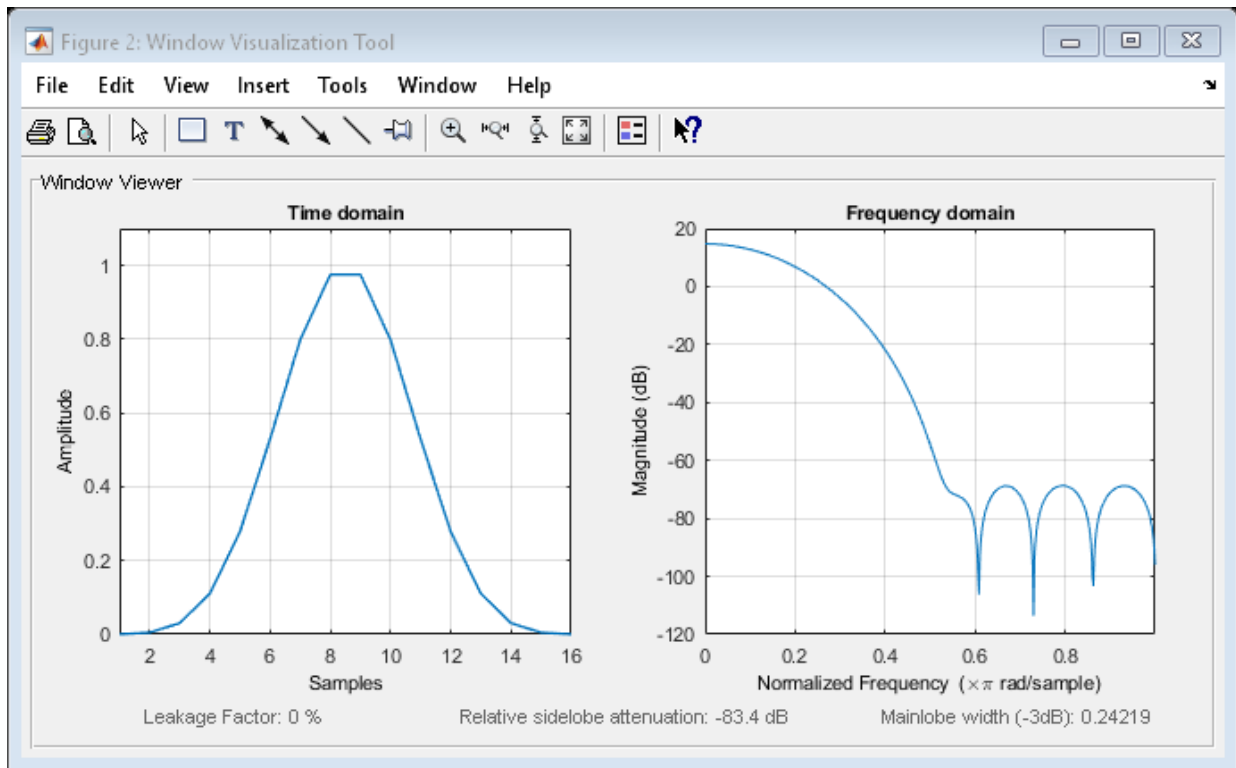 Figure 2: Window Visualization Tool
File Edit View Insert Tools Window Help
Window Viewer
Time domain
1
0.8
0.6
0.4
0.2
0
Amplitude
2 4 6 8 10 12 14 16
Samples
Frequency domain
20
0
-20
-40
-60
-80
-100
-120
Magnitude (dB)
0 0.2 0.4 0.6 0.8
Normalized Frequency (×π rad/sample)
Leakage Factor: 0 % Relative sidelobe attenuation: -83.4 dB Mainlobe width (-3dB): 0.24219